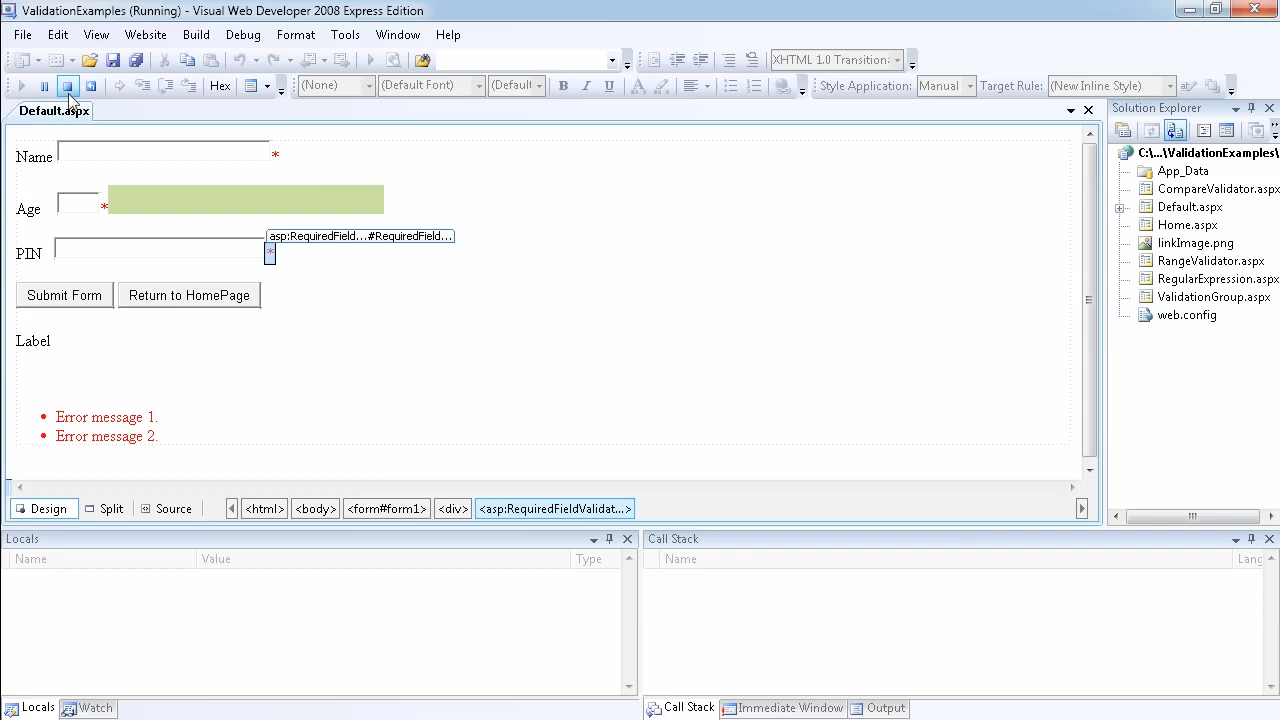 ValidationExamples (Running) - Visual Web Developer 2008 Express Edition
File Edit View Website Build Debug Format Tools Window Help
XHTML 1.0 Transition:
Hex (None) (Default Font) (Default Style Application: Manual Target Rule: (New Inline Style)
Default.aspx
Solution Explorer
Name *
Age *
asp:RequiredField...#RequiredField...
PIN *
Submit Form Return to HomePage
Label
Error message 1.
Error message 2.
C:\...\ValidationExamples\
App_Data
CompareValidator.aspx
Default.aspx
Home.aspx
linkImage.png
RangeValidator.aspx
RegularExpression.aspx
ValidationGroup.aspx
web.config
Design Split Source <html> <body> <form#form1> <div> <asp:RequiredFieldValidat...>
Locals
Name Value Type
Call Stack
Name Lang
Locals Watch
Call Stack Immediate Window Output